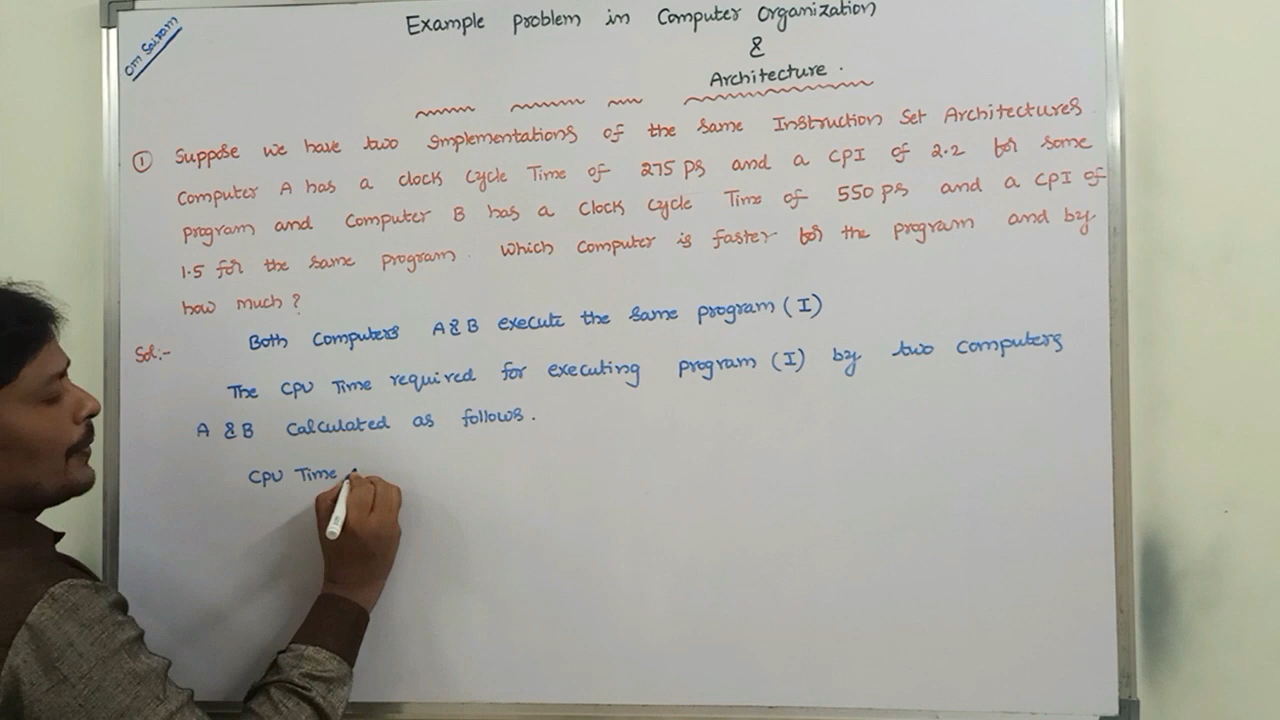 Om Sairam
Example problem in Computer Organization
&
Architecture.
① Suppose we have two Implementations of the same Instruction Set Architectures
Computer A has a clock cycle Time of 275 ps and a CPI of 2.2 for some
program and Computer B has a clock cycle Time of 550 ps and a CPI of
1.5 for the same program. Which Computer is faster for the program and by
how much?
Sol:- Both Computers A & B execute the same program (I)
The CPU Time required for executing program (I) by two computers
A & B Calculated as follows.
CPU Time